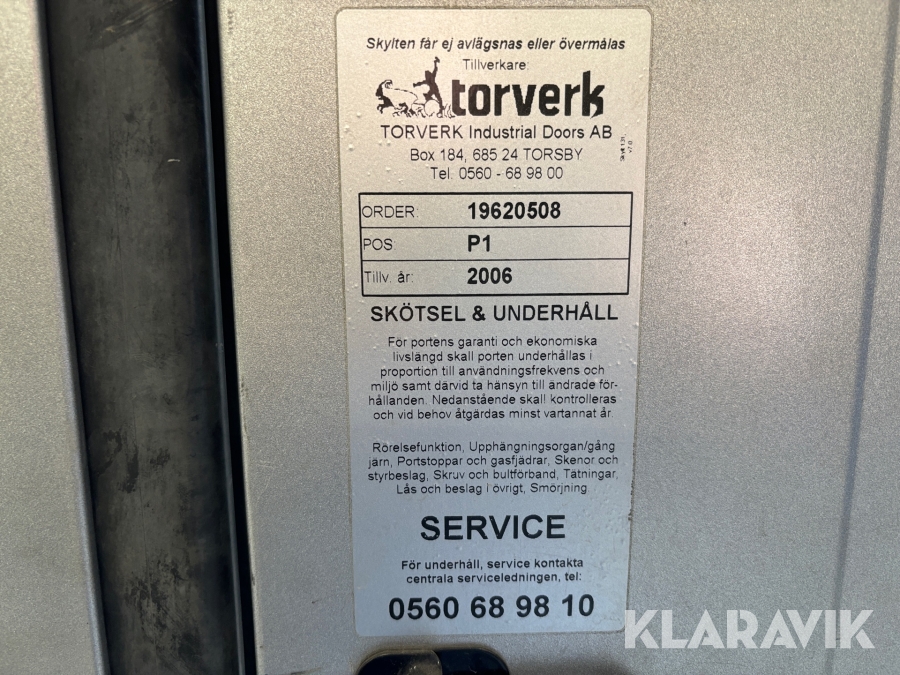 Skylten får ej avlägsnas eller övermålas
Tillverkare:
torverk
TORVERK Industrial Doors AB
Box 184, 685 24 TORSBY
Tel. 0560 - 68 98 00
ORDER: 19620508
POS P1
Tillv. år: 2006
SKÖTSEL & UNDERHÅLL
För portens garanti och ekonomiska
livslängd skall porten underhållas i
proportion till användningsfrekvens och
miljö samt därvid ta hänsyn till ändrade för-
hållanden. Nedanstående skall kontrolleras
och vid behov åtgärdas minst vartannat år.
Rörelsefunktion, Upphängningsorgan/gång
järn, Portstoppar och gasfjädrar, Skenor och
styrbeslag, Skruv och bultförband, Tätningar,
Lås och beslag i övrigt, Smörjning.
SERVICE
För underhåll, service kontakta
centrala serviceledningen, tel:
0560 68 98 10
KLARAVIK